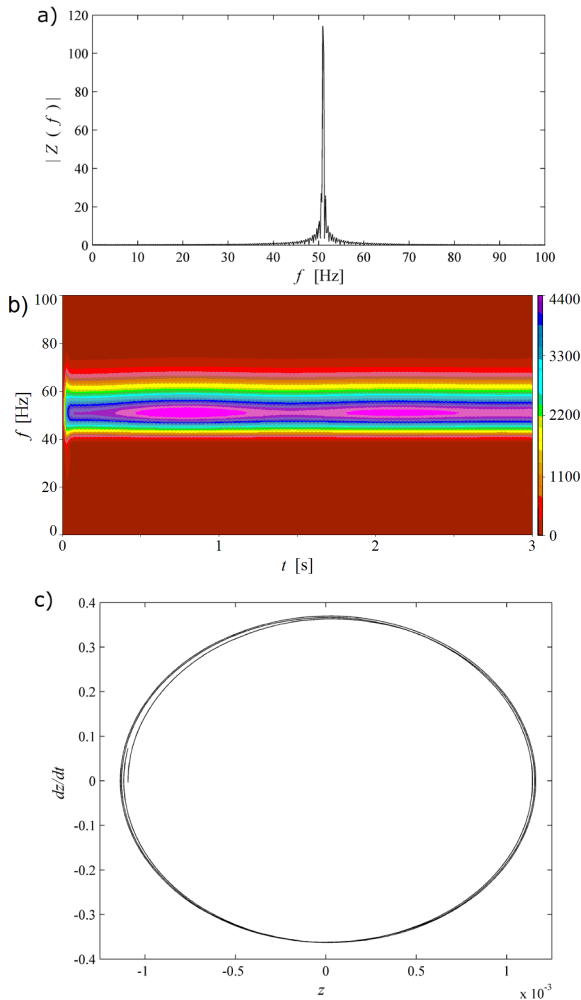 a)
120
100
80
60
40
20
0
| Z ( f ) |
0 10 20 30 40 50 60 70 80 90 100
f [Hz]
b)
100
80
60
40
20
0
f [Hz]
4400
3300
2200
1100
0
0 1 2 3
t [s]
c)
0.4
0.3
0.2
0.1
0
-0.1
-0.2
-0.3
-0.4
dz/dt
-1 -0.5 0 0.5 1
z
x 10⁻³